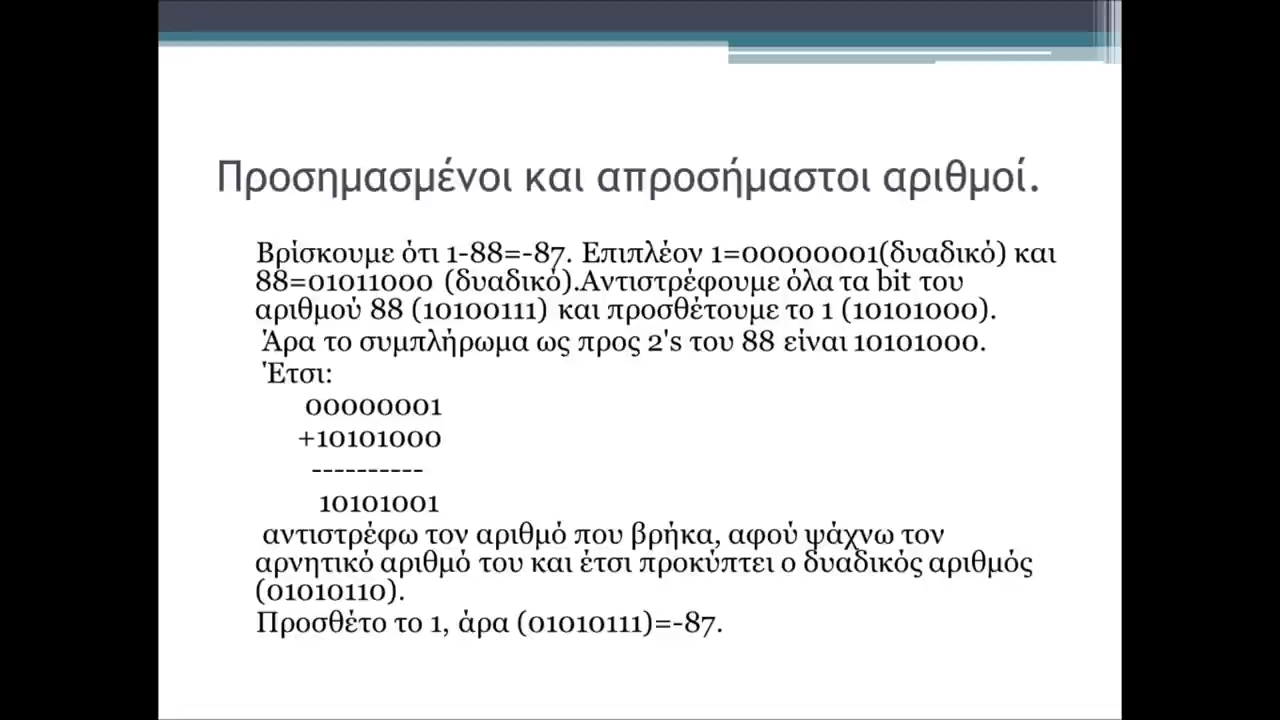 Προσημασμένοι και απροσήμαστοι αριθμοί.
Βρίσκουμε ότι 1-88=-87. Επιπλέον 1=00000001(δυαδικό) και
88=01011000 (δυαδικό).Αντιστρέφουμε όλα τα bit του
αριθμού 88 (10100111) και προσθέτουμε το 1 (10101000).
Άρα το συμπλήρωμα ως προς 2's του 88 είναι 10101000.
Έτσι:
00000001
+10101000
----------
10101001
αντιστρέφω τον αριθμό που βρήκα, αφού ψάχνω τον
αρνητικό αριθμό του και έτσι προκύπτει ο δυαδικός αριθμός
(01010110).
Προσθέτο το 1, άρα (01010111)=-87.